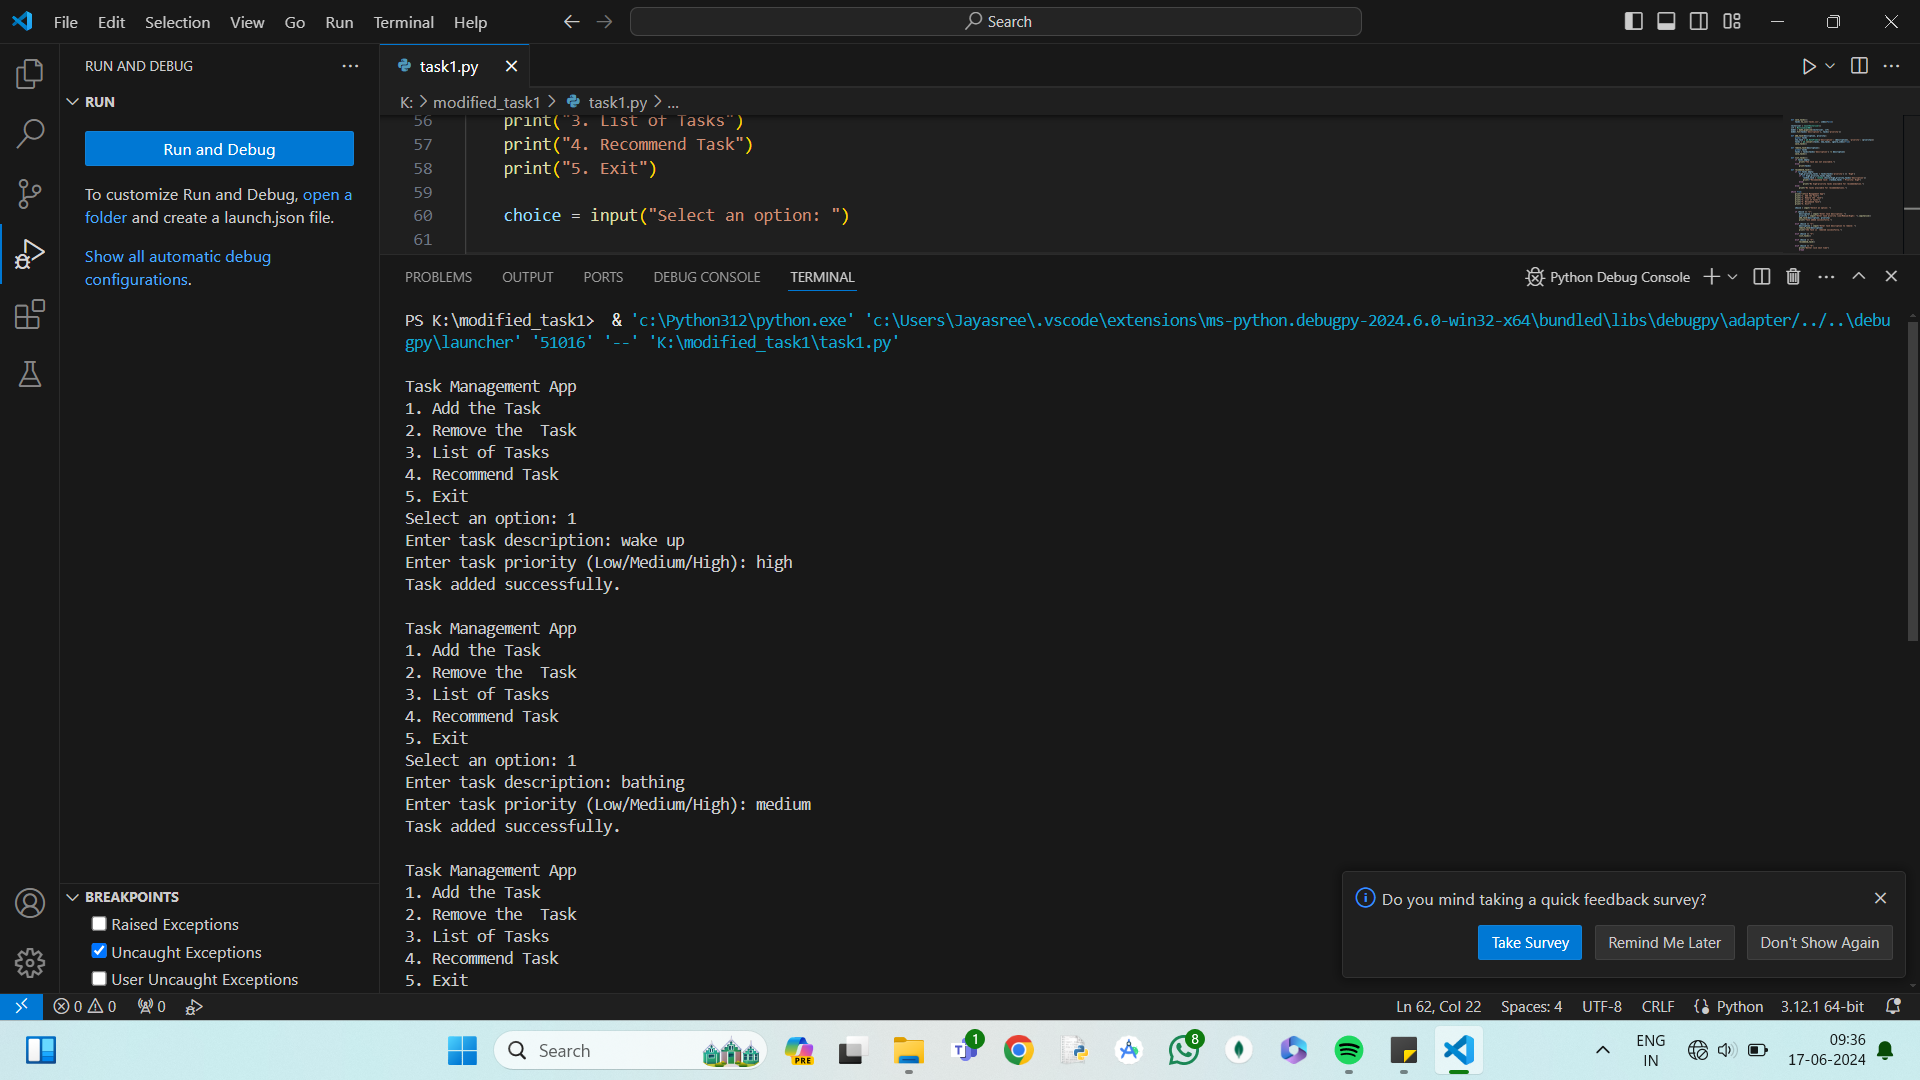 File Edit Selection View Go Run Terminal Help
Search
RUN AND DEBUG
RUN
Run and Debug
To customize Run and Debug, open a
folder and create a launch.json file.
Show all automatic debug
configurations.
BREAKPOINTS
Raised Exceptions
Uncaught Exceptions
User Uncaught Exceptions
task1.py
K: > modified_task1 > task1.py > ...
56 print("3. List of Tasks")
57 print("4. Recommend Task")
58 print("5. Exit")
59
60 choice = input("Select an option: ")
61
PROBLEMS OUTPUT PORTS DEBUG CONSOLE TERMINAL
Python Debug Console
PS K:\modified_task1>  & 'c:\Python312\python.exe' 'c:\Users\Jayasree\.vscode\extensions\ms-python.debugpy-2024.6.0-win32-x64\bundled\libs\debugpy\adapter/../..\debu
gpy\launcher' '51016' '--' 'K:\modified_task1\task1.py'
Task Management App
1. Add the Task
2. Remove the  Task
3. List of Tasks
4. Recommend Task
5. Exit
Select an option: 1
Enter task description: wake up
Enter task priority (Low/Medium/High): high
Task added successfully.
Task Management App
1. Add the Task
2. Remove the  Task
3. List of Tasks
4. Recommend Task
5. Exit
Select an option: 1
Enter task description: bathing
Enter task priority (Low/Medium/High): medium
Task added successfully.
Task Management App
1. Add the Task
2. Remove the  Task
3. List of Tasks
4. Recommend Task
5. Exit
Do you mind taking a quick feedback survey?
Take Survey Remind Me Later Don't Show Again
0 0 0
Ln 62, Col 22 Spaces: 4 UTF-8 CRLF Python 3.12.1 64-bit
Search
PRE
1
8
ENG
IN
09:36
17-06-2024